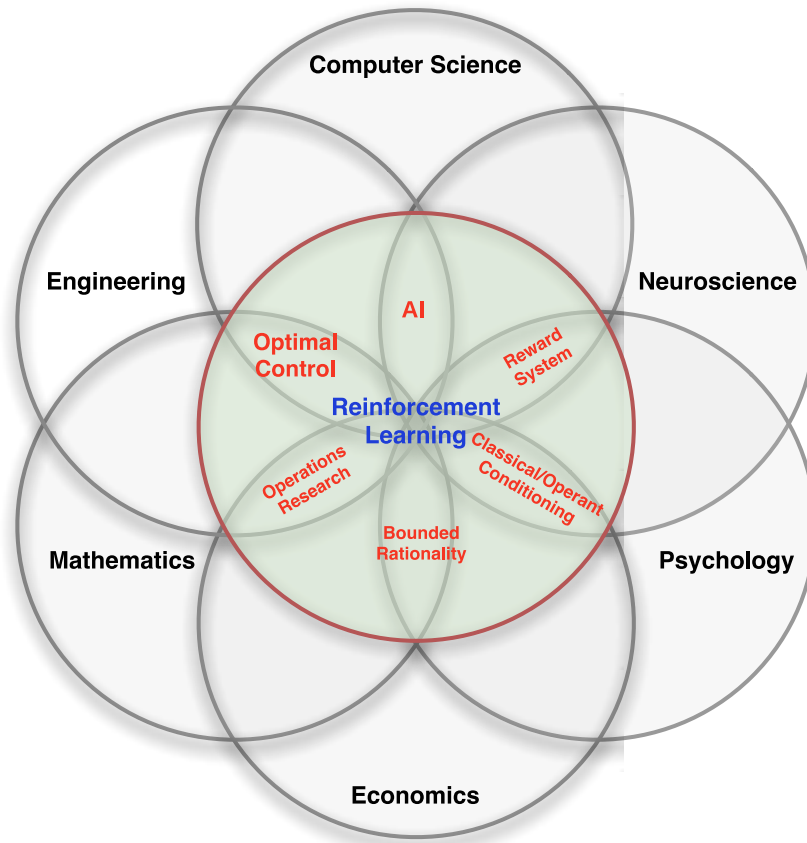 Computer Science
Engineering
Neuroscience
AI
Optimal
Control
Reward
System
Reinforcement
Learning
Operations
Research
Classical/Operant
Conditioning
Bounded
Rationality
Mathematics
Psychology
Economics